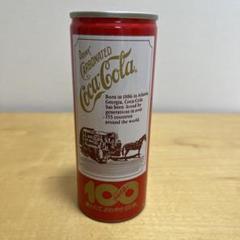 Drink
CARBONATED
Coca-Cola
Born in 1886 in Atlanta
Georgia, Coca-Cola
has been loved for
generations in over
155 countries
around the world.
100